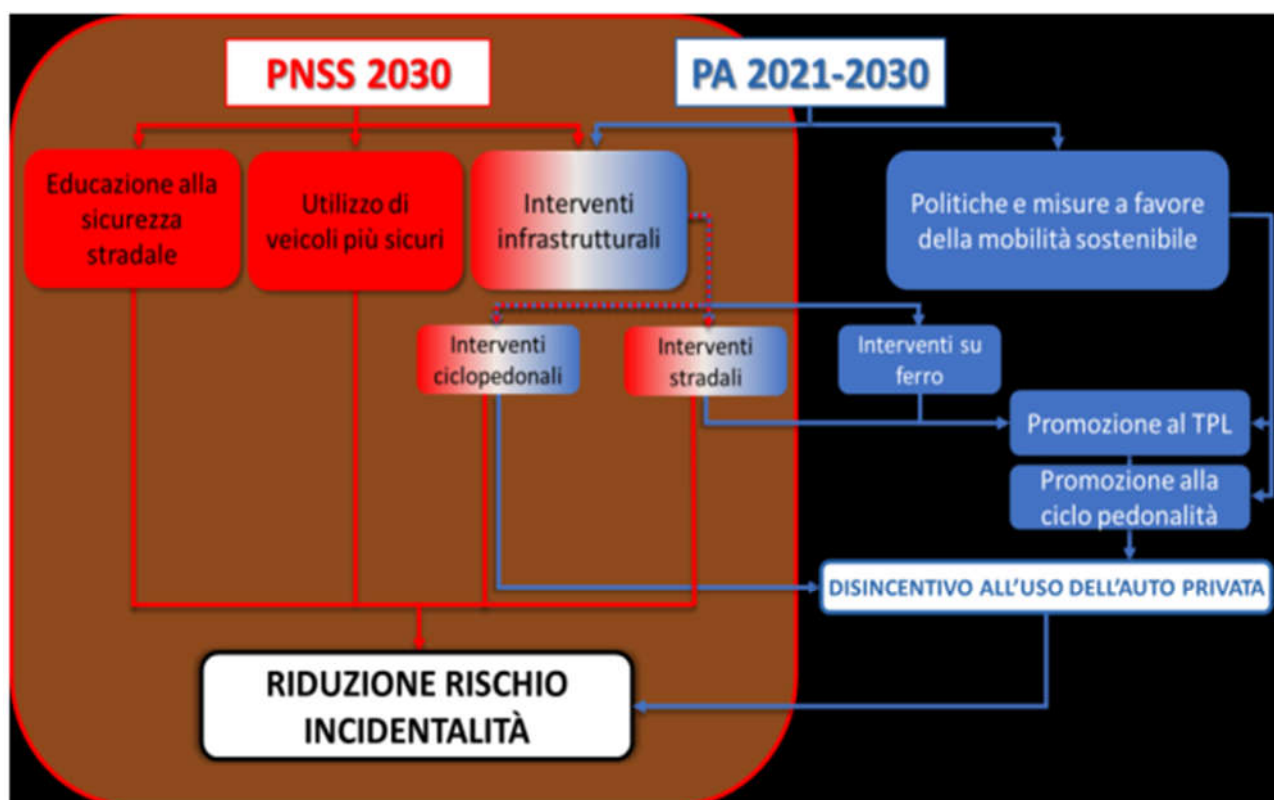 PNSS 2030
PA 2021-2030
Educazione alla
sicurezza
stradale
Utilizzo di
veicoli più sicuri
Interventi
infrastrutturali
Politiche e misure a favore
della mobilità sostenibile
Interventi
ciclopedonali
Interventi
stradali
Interventi su
ferro
Promozione al TPL
Promozione alla
ciclo pedonalità
DISINCENTIVO ALL'USO DELL'AUTO PRIVATA
RIDUZIONE RISCHIO
INCIDENTALITÀ